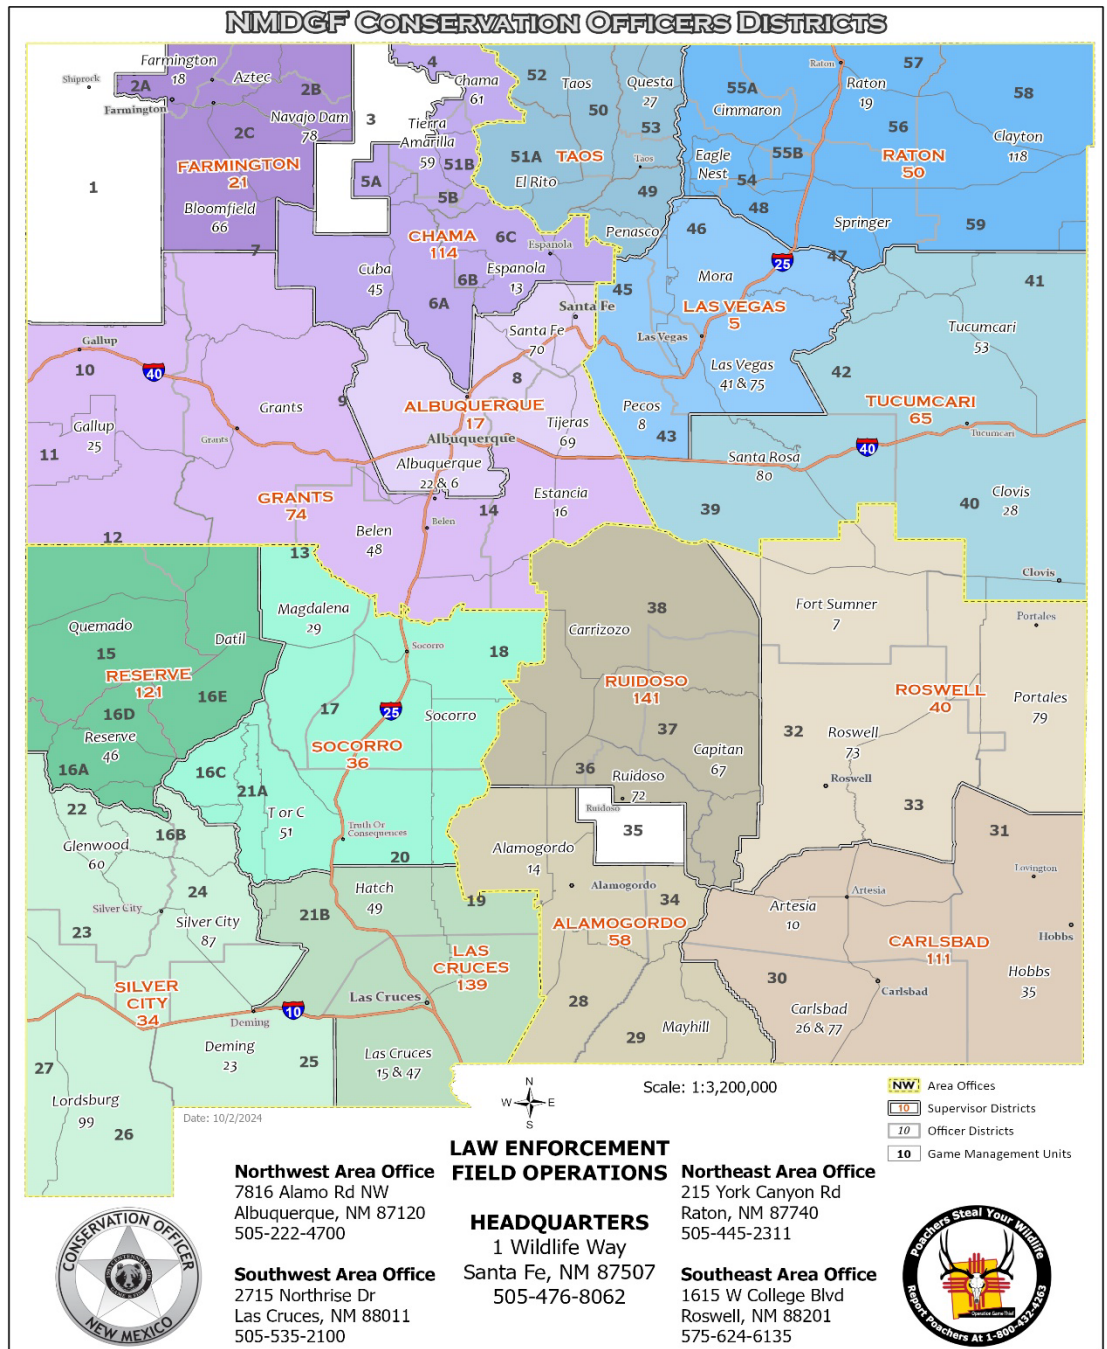 NMDGF Conservation Officers Districts
Farmington
18
Aztec
Shiprock
2A
Farmington
2B
Navajo Dam
78
2C
FARMINGTON
21
Bloomfield
66
1
7
3
4
Chama
61
Tierra
Amarilla
59
51B
5A
5B
CHAMA
114
6C
Espanola
Cuba
45
6B
Espanola
13
6A
52
Taos
Questa
27
50
53
51A
TAOS
Taos
El Rito
49
Penasco
Raton
Raton
19
57
55A
Cimmaron
58
56
Clayton
118
Eagle
Nest
55B
RATON
50
54
48
Springer
59
46
25
47
Mora
45
LAS VEGAS
5
Las Vegas
Las Vegas
41 & 75
Pecos
8
43
41
Tucumcari
53
42
TUCUMCARI
65
Tucumcari
40
Santa Rosa
80
39
40
Clovis
28
Clovis
Gallup
10
40
Grants
9
Gallup
25
Grants
11
GRANTS
74
12
Belen
48
Belen
14
Estancia
16
Santa Fe
Santa Fe
70
8
ALBUQUERQUE
17
Albuquerque
Tijeras
69
Albuquerque
22 & 6
13
Quemado
15
Datil
RESERVE
121
16E
16D
Reserve
46
16A
Magdalena
29
Socorro
18
17
25
Socorro
SOCORRO
36
16C
21A
T or C
51
Truth Or
Consequences
20
22
Glenwood
60
16B
24
Silver City
Silver City
87
23
SILVER
CITY
34
Deming
10
Deming
23
25
27
Lordsburg
99
26
Hatch
49
21B
19
LAS
CRUCES
139
Las Cruces
Las Cruces
15 & 47
38
Carrizozo
RUIDOSO
141
37
Capitan
67
36
Ruidoso
72
Ruidoso
35
Alamogordo
14
Alamogordo
34
ALAMOGORDO
58
28
29
Mayhill
Fort Sumner
7
Portales
ROSWELL
40
Portales
79
32
Roswell
73
Roswell
33
31
Lovington
Artesia
Artesia
10
CARLSBAD
111
Hobbs
Hobbs
35
30
Carlsbad
Carlsbad
26 & 77
N
W
E
S
Scale: 1:3,200,000
NW Area Offices
10 Supervisor Districts
10 Officer Districts
10 Game Management Units
Date: 10/2/2024
LAW ENFORCEMENT
FIELD OPERATIONS
Northwest Area Office
7816 Alamo Rd NW
Albuquerque, NM 87120
505-222-4700
Southwest Area Office
2715 Northrise Dr
Las Cruces, NM 88011
505-535-2100
HEADQUARTERS
1 Wildlife Way
Santa Fe, NM 87507
505-476-8062
Northeast Area Office
215 York Canyon Rd
Raton, NM 87740
505-445-2311
Southeast Area Office
1615 W College Blvd
Roswell, NM 88201
575-624-6135
CONSERVATION OFFICER
NEW MEXICO
Poachers Steal Your Wildlife
Operation Game Thief
Report Poachers At 1-800-432-4263